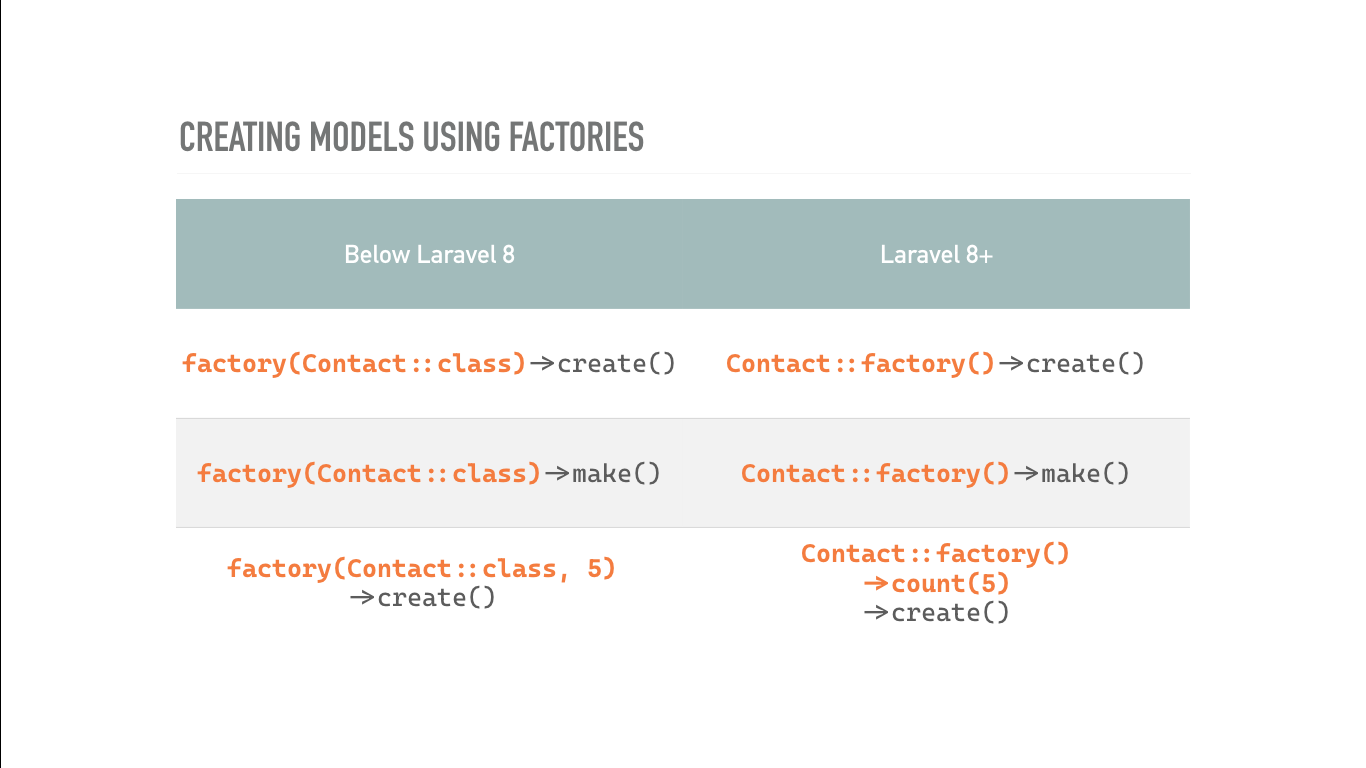 CREATING MODELS USING FACTORIES
Below Laravel 8
Laravel 8+
factory(Contact::class)->create()
Contact::factory()->create()
factory(Contact::class)->make()
Contact::factory()->make()
factory(Contact::class, 5)
->create()
Contact::factory()
->count(5)
->create()